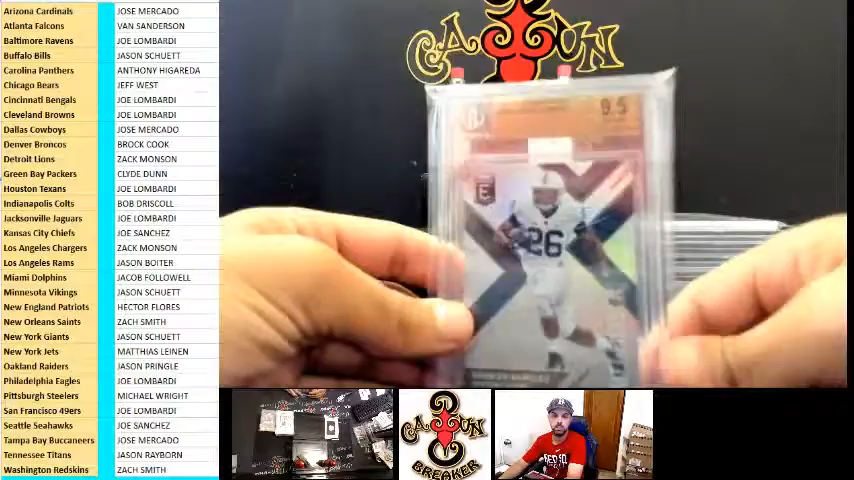 Arizona Cardinals JOSE MERCADO
Atlanta Falcons VAN SANDERSON
Baltimore Ravens JOE LOMBARDI
Buffalo Bills JASON SCHUETT
Carolina Panthers ANTHONY HIGAREDA
Chicago Bears JEFF WEST
Cincinnati Bengals JOE LOMBARDI
Cleveland Browns JOE LOMBARDI
Dallas Cowboys JOSE MERCADO
Denver Broncos BROCK COOK
Detroit Lions ZACK MONSON
Green Bay Packers CLYDE DUNN
Houston Texans JOE LOMBARDI
Indianapolis Colts BOB DRISCOLL
Jacksonville Jaguars JOE LOMBARDI
Kansas City Chiefs JOE SANCHEZ
Los Angeles Chargers ZACK MONSON
Los Angeles Rams JASON BOITER
Miami Dolphins JACOB FOLLOWELL
Minnesota Vikings JASON SCHUETT
New England Patriots HECTOR FLORES
New Orleans Saints ZACH SMITH
New York Giants JASON SCHUETT
New York Jets MATTHIAS LEINEN
Oakland Raiders JASON PRINGLE
Philadelphia Eagles JOE LOMBARDI
Pittsburgh Steelers MICHAEL WRIGHT
San Francisco 49ers JOE LOMBARDI
Seattle Seahawks JOE SANCHEZ
Tampa Bay Buccaneers JOSE MERCADO
Tennessee Titans JASON RAYBORN
Washington Redskins ZACH SMITH
CAJUN
9.5
E
26
CAJUN
BREAKER
B
RED SOX